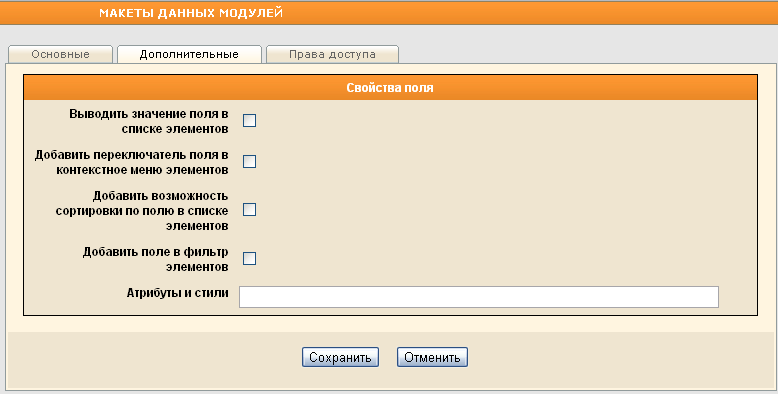 МАКЕТЫ ДАННЫХ МОДУЛЕЙ
Основные Дополнительные Права доступа
Свойства поля
Выводить значение поля в
списке элементов
Добавить переключатель поля в
контекстное меню элементов
Добавить возможность
сортировки по полю в списке
элементов
Добавить поле в фильтр
элементов
Атрибуты и стили
Сохранить Отменить